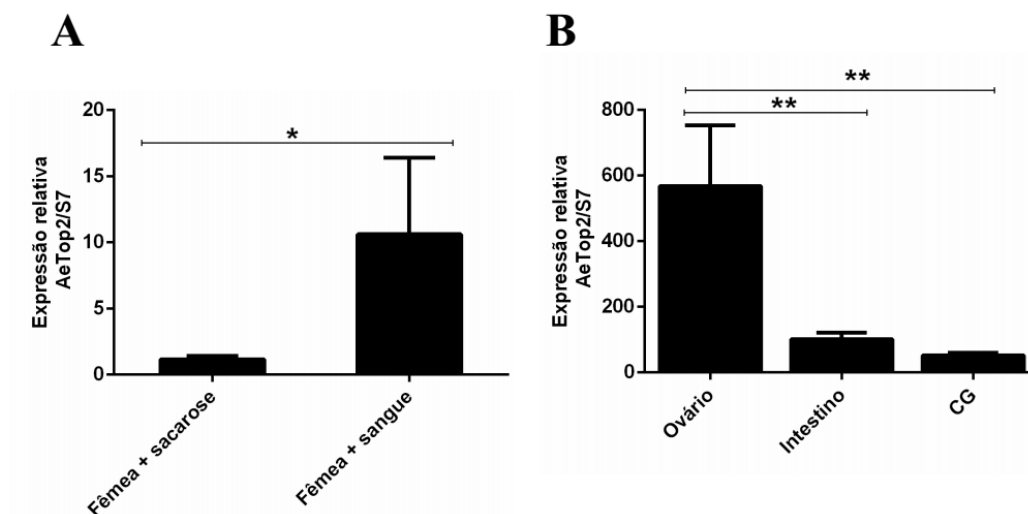 A
Expressão relativa
AeTop2/S7
20
15
10
5
0
*
Fêmea + sacarose
Fêmea + sangue
B
Expressão relativa
AeTop2/S7
800
600
400
200
0
**
**
Ovário
Intestino
CG